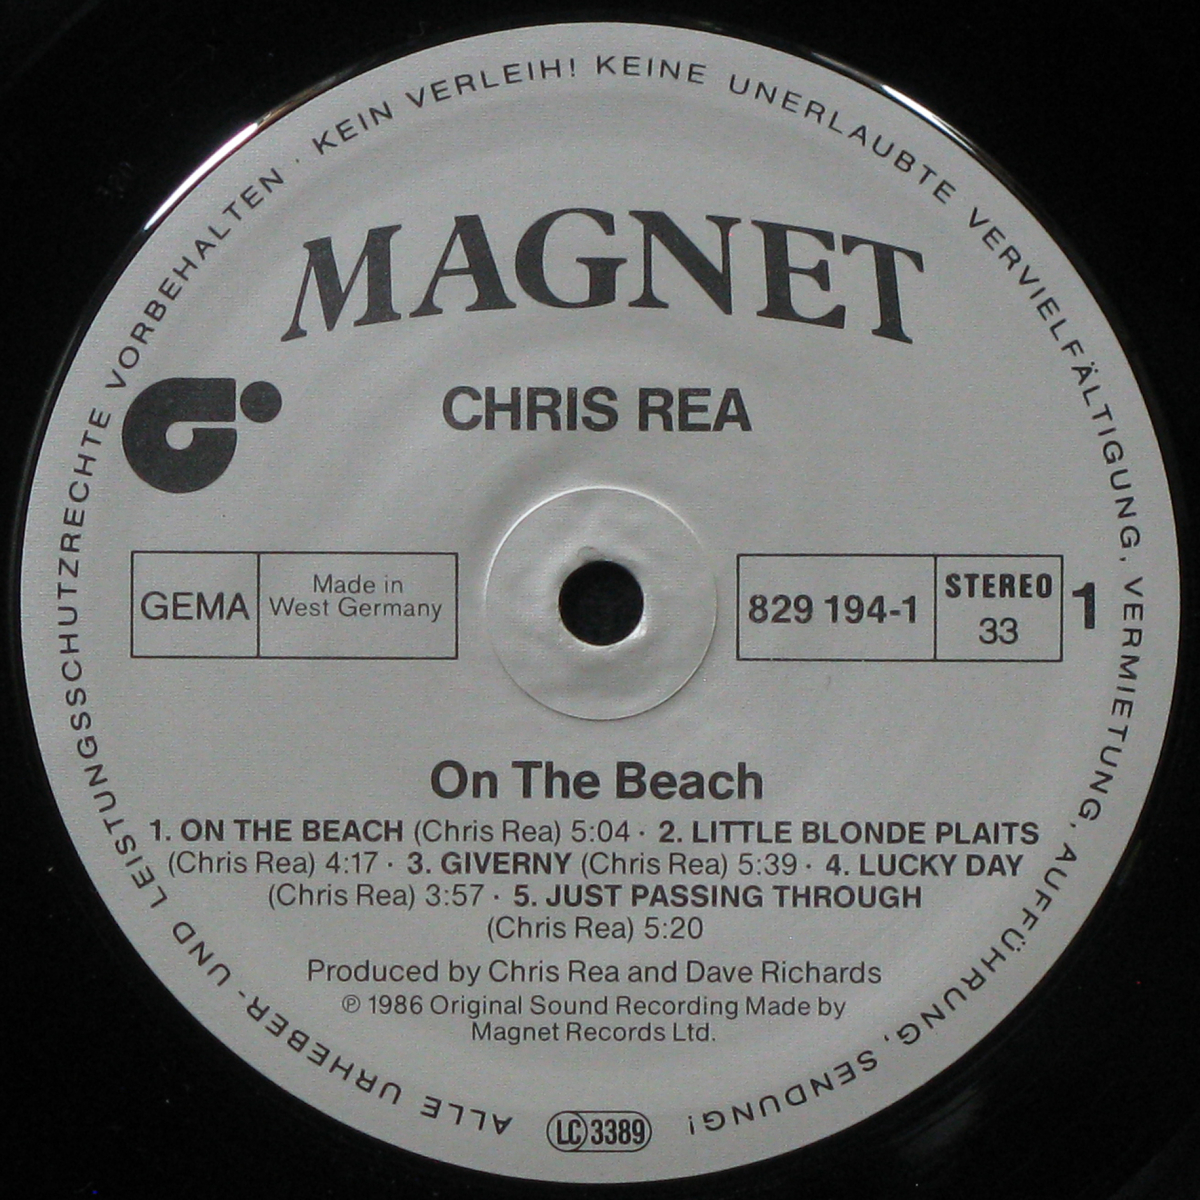 ALLE URHEBER- UND LEISTUNGSSCHUTZRECHTE VORBEHALTEN · KEIN VERLEIH! KEINE UNERLAUBTE VERVIELFÄLTIGUNG, VERMIETUNG, AUFFÜHRUNG, SENDUNG!
MAGNET
CHRIS REA
GEMA
Made in
West Germany
829 194-1
STEREO
33
1
On The Beach
1. ON THE BEACH (Chris Rea) 5:04 · 2. LITTLE BLONDE PLAITS
(Chris Rea) 4:17 · 3. GIVERNY (Chris Rea) 5:39 · 4. LUCKY DAY
(Chris Rea) 3:57 · 5. JUST PASSING THROUGH
(Chris Rea) 5:20
Produced by Chris Rea and Dave Richards
℗ 1986 Original Sound Recording Made by
Magnet Records Ltd.
LC 3389